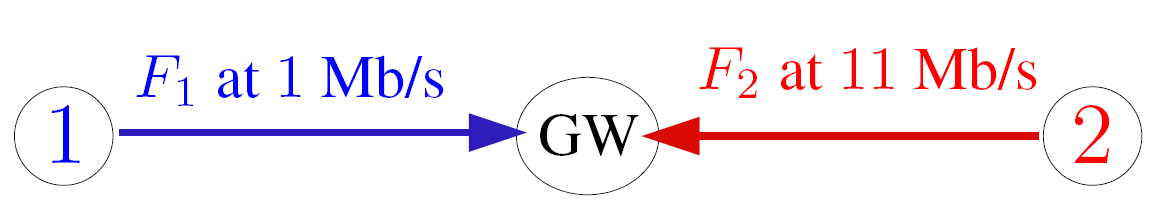 1
F₁ at 1 Mb/s
GW
F₂ at 11 Mb/s
2